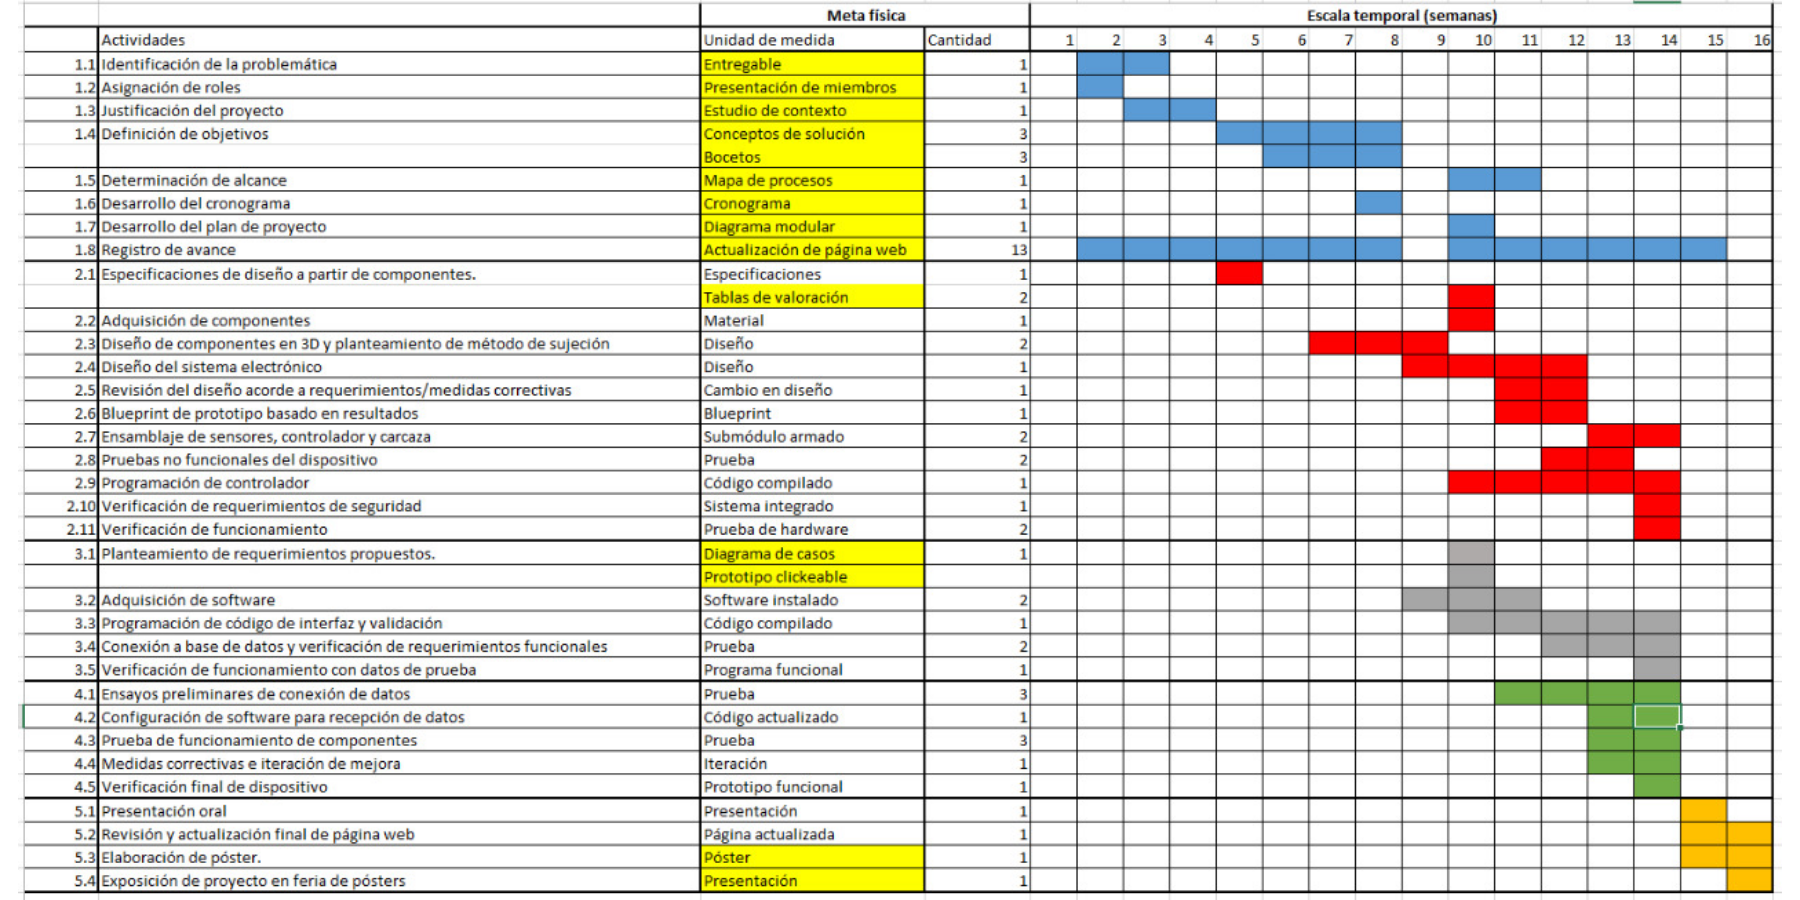 Meta física Escala temporal (semanas)
Actividades Unidad de medida Cantidad 1 2 3 4 5 6 7 8 9 10 11 12 13 14 15 16
1.1 Identificación de la problemática Entregable 1
1.2 Asignación de roles Presentación de miembros 1
1.3 Justificación del proyecto Estudio de contexto 1
1.4 Definición de objetivos Conceptos de solución 3
Bocetos 3
1.5 Determinación de alcance Mapa de procesos 1
1.6 Desarrollo del cronograma Cronograma 1
1.7 Desarrollo del plan de proyecto Diagrama modular 1
1.8 Registro de avance Actualización de página web 13
2.1 Especificaciones de diseño a partir de componentes. Especificaciones 1
Tablas de valoración 2
2.2 Adquisición de componentes Material 1
2.3 Diseño de componentes en 3D y planteamiento de método de sujeción Diseño 2
2.4 Diseño del sistema electrónico Diseño 1
2.5 Revisión del diseño acorde a requerimientos/medidas correctivas Cambio en diseño 1
2.6 Blueprint de prototipo basado en resultados Blueprint 1
2.7 Ensamblaje de sensores, controlador y carcaza Submódulo armado 2
2.8 Pruebas no funcionales del dispositivo Prueba 2
2.9 Programación de controlador Código compilado 1
2.10 Verificación de requerimientos de seguridad Sistema integrado 1
2.11 Verificación de funcionamiento Prueba de hardware 2
3.1 Planteamiento de requerimientos propuestos. Diagrama de casos 1
Prototipo clickeable
3.2 Adquisición de software Software instalado 2
3.3 Programación de código de interfaz y validación Código compilado 1
3.4 Conexión a base de datos y verificación de requerimientos funcionales Prueba 2
3.5 Verificación de funcionamiento con datos de prueba Programa funcional 1
4.1 Ensayos preliminares de conexión de datos Prueba 3
4.2 Configuración de software para recepción de datos Código actualizado 1
4.3 Prueba de funcionamiento de componentes Prueba 3
4.4 Medidas correctivas e iteración de mejora Iteración 1
4.5 Verificación final de dispositivo Prototipo funcional 1
5.1 Presentación oral Presentación 1
5.2 Revisión y actualización final de página web Página actualizada 1
5.3 Elaboración de póster. Póster 1
5.4 Exposición de proyecto en feria de pósters Presentación 1